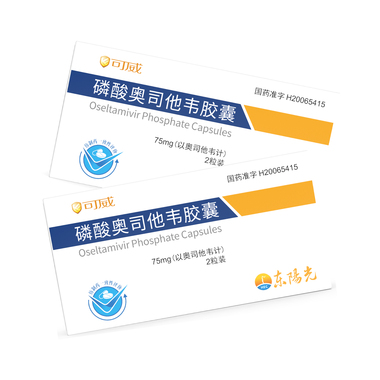 可威
国药准字 H20065415
磷酸奥司他韦胶囊
Oseltamivir Phosphate Capsules
75mg(以奥司他韦计)
2粒装
可威
国药准字 H20065415
磷酸奥司他韦胶囊
Oseltamivir Phosphate Capsules
75mg(以奥司他韦计)
2粒装
东阳光